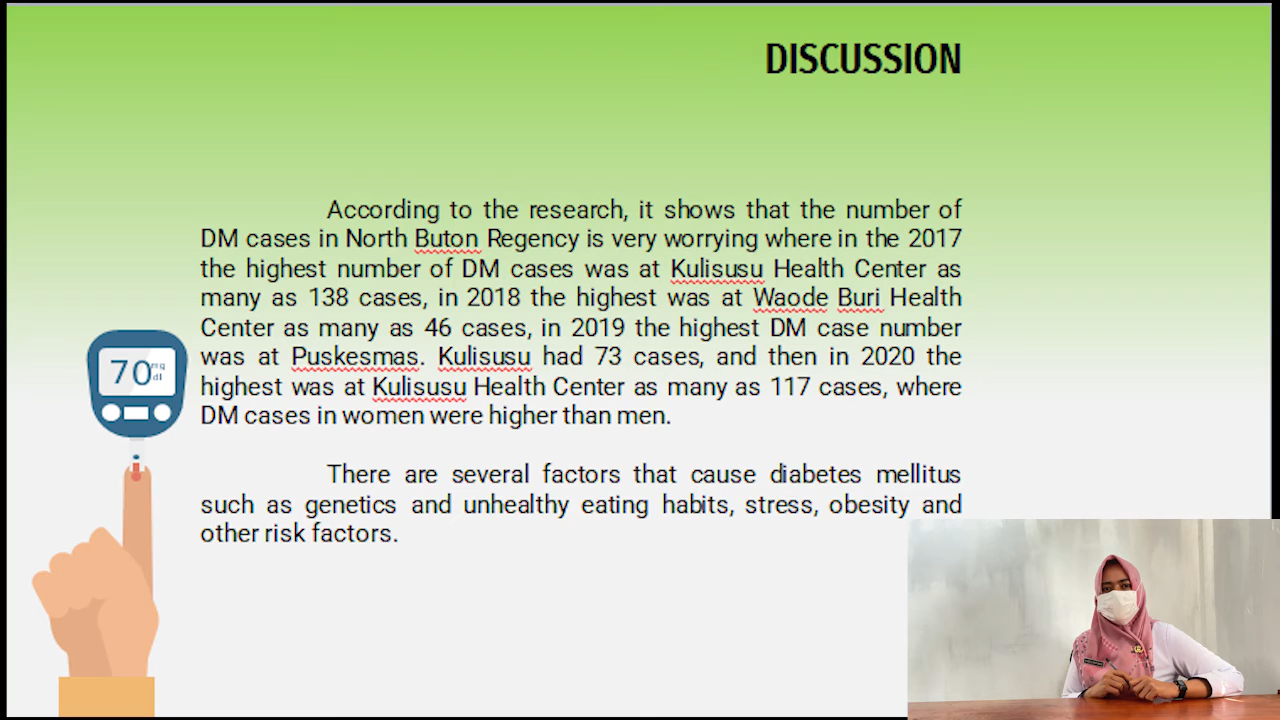 DISCUSSION
According to the research, it shows that the number of
DM cases in North Buton Regency is very worrying where in the 2017
the highest number of DM cases was at Kulisusu Health Center as
many as 138 cases, in 2018 the highest was at Waode Buri Health
Center as many as 46 cases, in 2019 the highest DM case number
was at Puskesmas. Kulisusu had 73 cases, and then in 2020 the
highest was at Kulisusu Health Center as many as 117 cases, where
DM cases in women were higher than men.
There are several factors that cause diabetes mellitus
such as genetics and unhealthy eating habits, stress, obesity and
other risk factors.
70
mg
dl